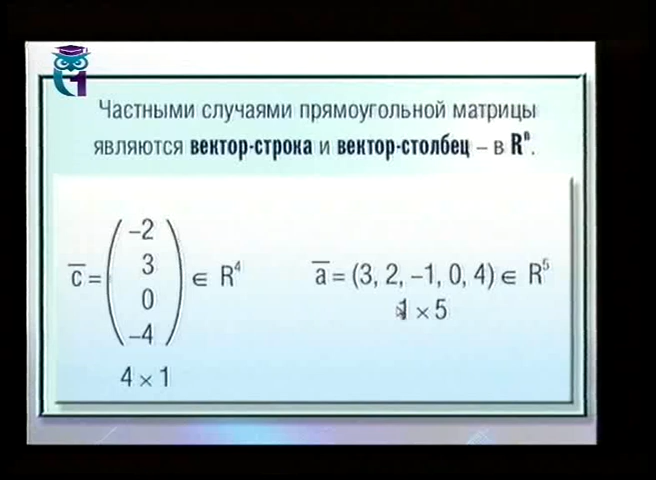 Частными случаями прямоугольной матрицы
являются вектор-строка и вектор-столбец – в Rⁿ.
c̅ = (–2 3 0 –4) ∈ R⁴
4 × 1
a̅ = (3, 2, –1, 0, 4) ∈ R⁵
1 × 5